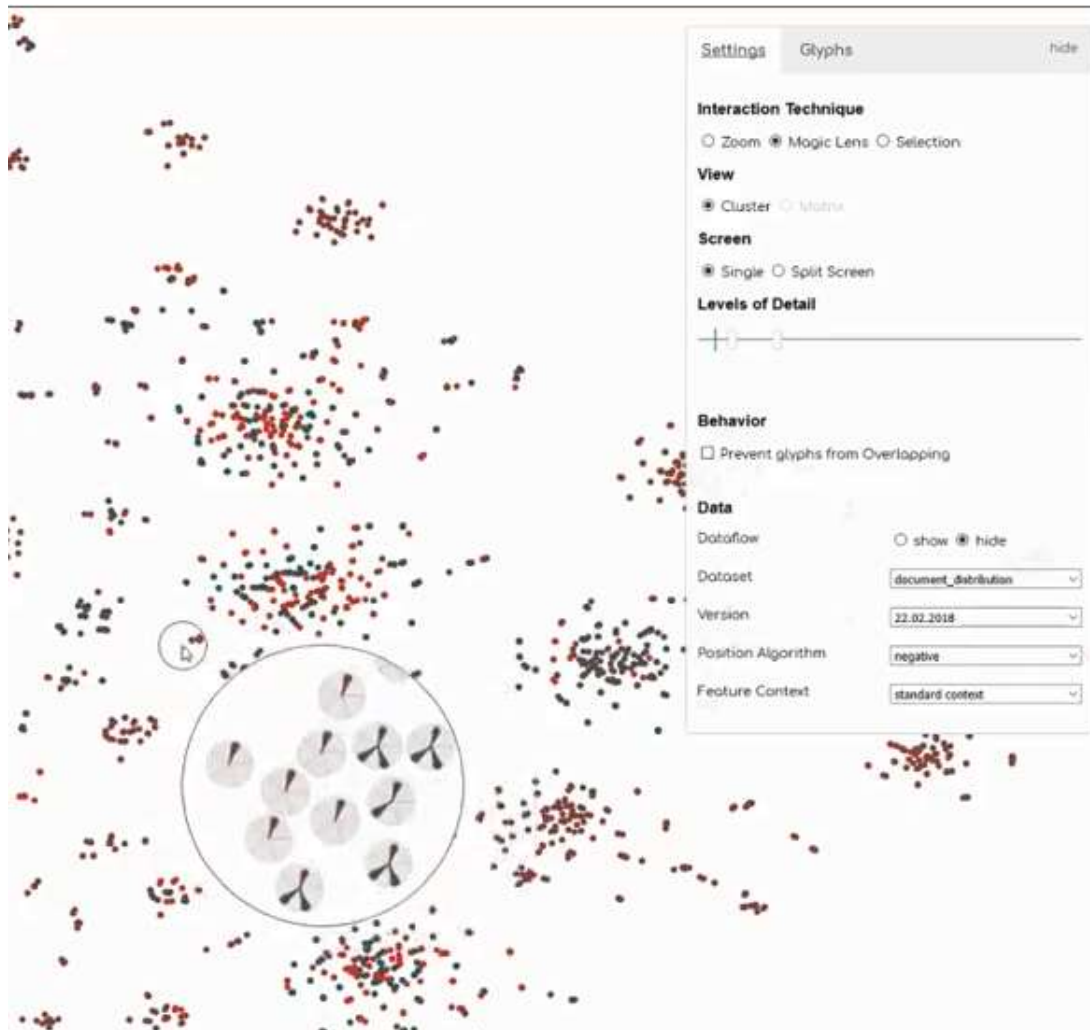 Settings Glyphs hide
Interaction Technique
Zoom Magic Lens Selection
View
Cluster Matrix
Screen
Single Split Screen
Levels of Detail
Behavior
Prevent glyphs from Overlapping
Data
Dataflow show hide
Dataset document_distribution
Version 22.02.2018
Position Algorithm negative
Feature Context standard context